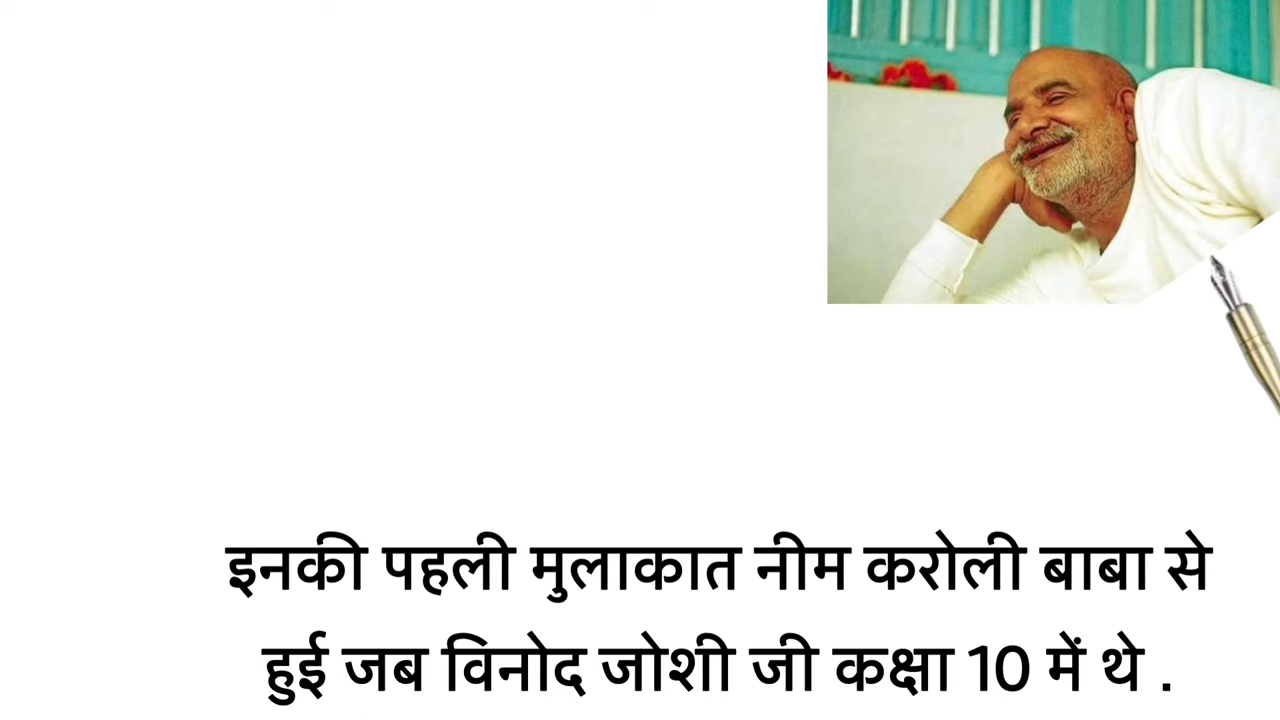 इनकी पहली मुलाकात नीम करोली बाबा से
हुई जब विनोद जोशी जी कक्षा 10 में थे .